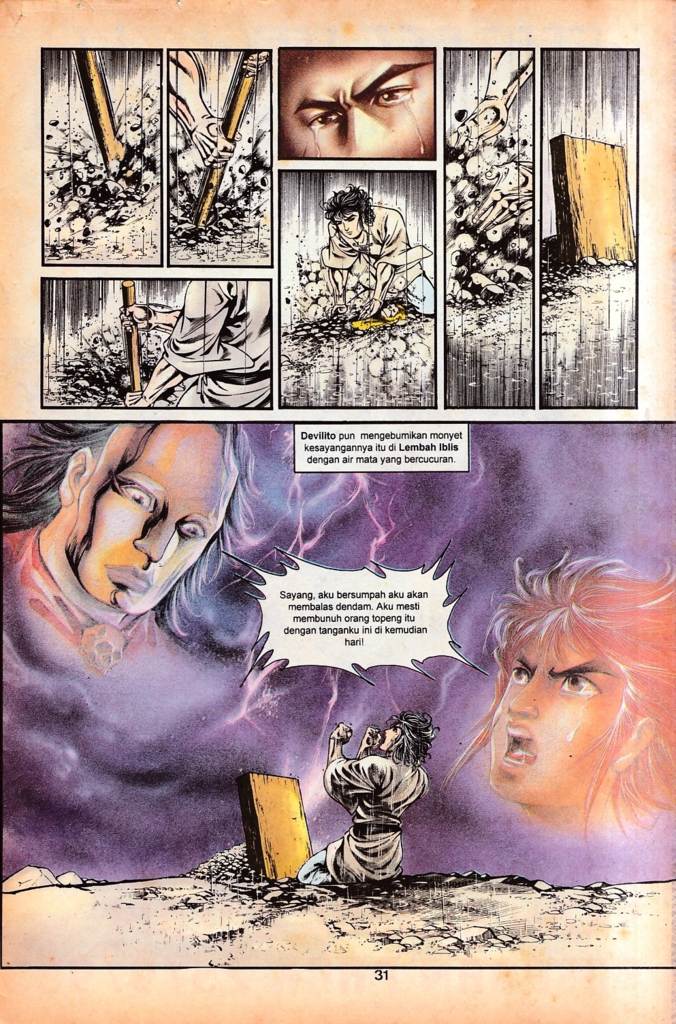 Devilito pun mengebumikan monyet
kesayangannya itu di Lembah Iblis
dengan air mata yang bercucuran.
Sayang, aku bersumpah aku akan
membalas dendam. Aku mesti
membunuh orang topeng itu
dengan tanganku ini di kemudian
hari!
31